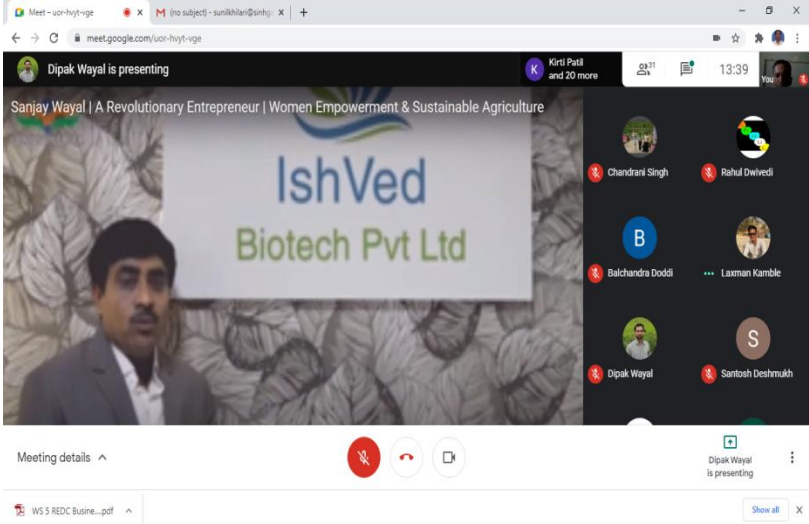 Meet – uor-hvyt-vge
(no subject) - sunilkhilari@sinhg
meet.google.com/uor-hvyt-vge
Dipak Wayal is presenting
K
Kirti Patil
and 20 more
31
13:39
You
Sanjay Wayal | A Revolutionary Entrepreneur | Women Empowerment & Sustainable Agriculture
IshVed
Biotech Pvt Ltd
Chandrani Singh
Rahul Dwivedi
B
Balchandra Doddi
Laxman Kamble
S
Dipak Wayal
Santosh Deshmukh
Meeting details
Dipak Wayal
is presenting
WS 5 REDC Busine....pdf
Show all